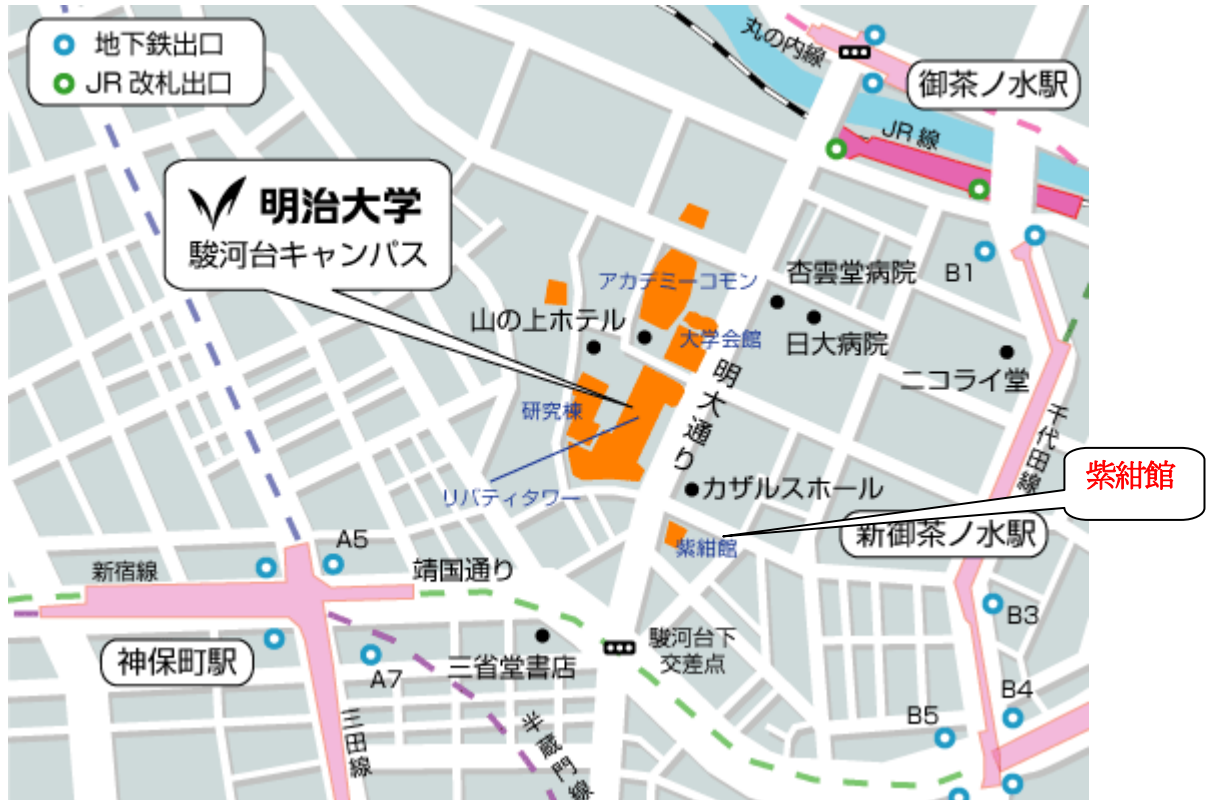 地下鉄出口
JR 改札出口
丸の内線
御茶ノ水駅
JR 線
明治大学
駿河台キャンパス
アカデミーコモン
杏雲堂病院
B1
山の上ホテル
大学会館
日大病院
ニコライ堂
明大通り
研究棟
千代田線
リバティタワー
カザルスホール
紫紺館
紫紺館
新御茶ノ水駅
A5
新宿線
靖国通り
B3
神保町駅
A7
三省堂書店
駿河台下
交差点
B4
B5
三田線
半蔵門線